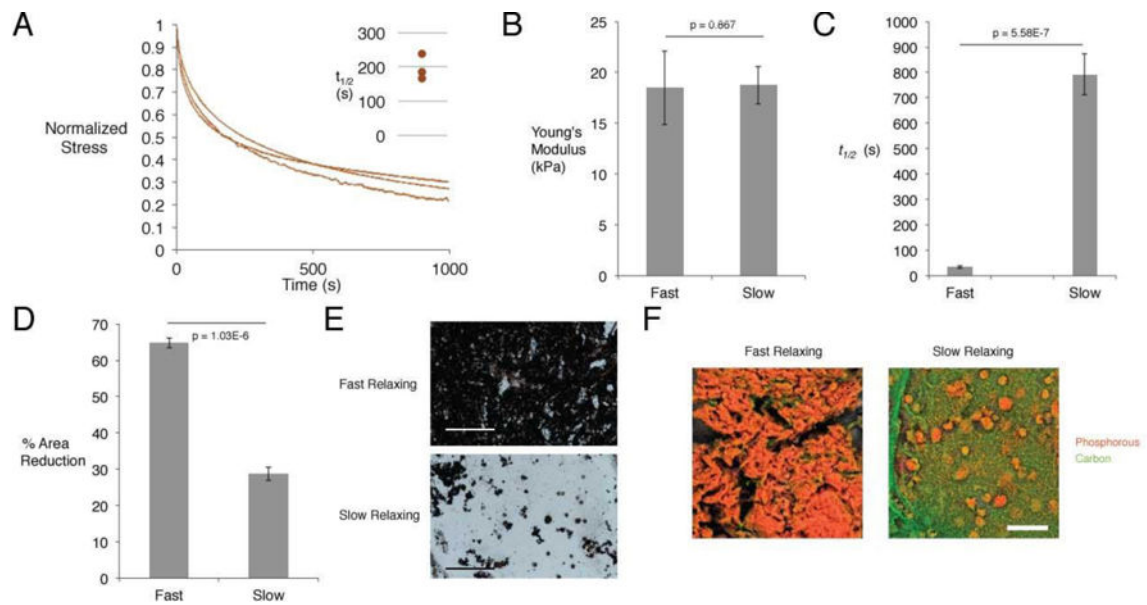 A
Normalized
Stress
1
0.9
0.8
0.7
0.6
0.5
0.4
0.3
0.2
0.1
0
0
500
1000
Time (s)
300
200
100
0
t1/2
(s)
B
p = 0.867
Young's
Modulus
(kPa)
25
20
15
10
5
0
Fast
Slow
C
p = 5.58E-7
t1/2 (s)
1000
900
800
700
600
500
400
300
200
100
0
Fast
Slow
D
p = 1.03E-6
% Area
Reduction
70
60
50
40
30
20
10
0
Fast
Slow
E
Fast Relaxing
Slow Relaxing
F
Fast Relaxing
Slow Relaxing
Phosphorous
Carbon